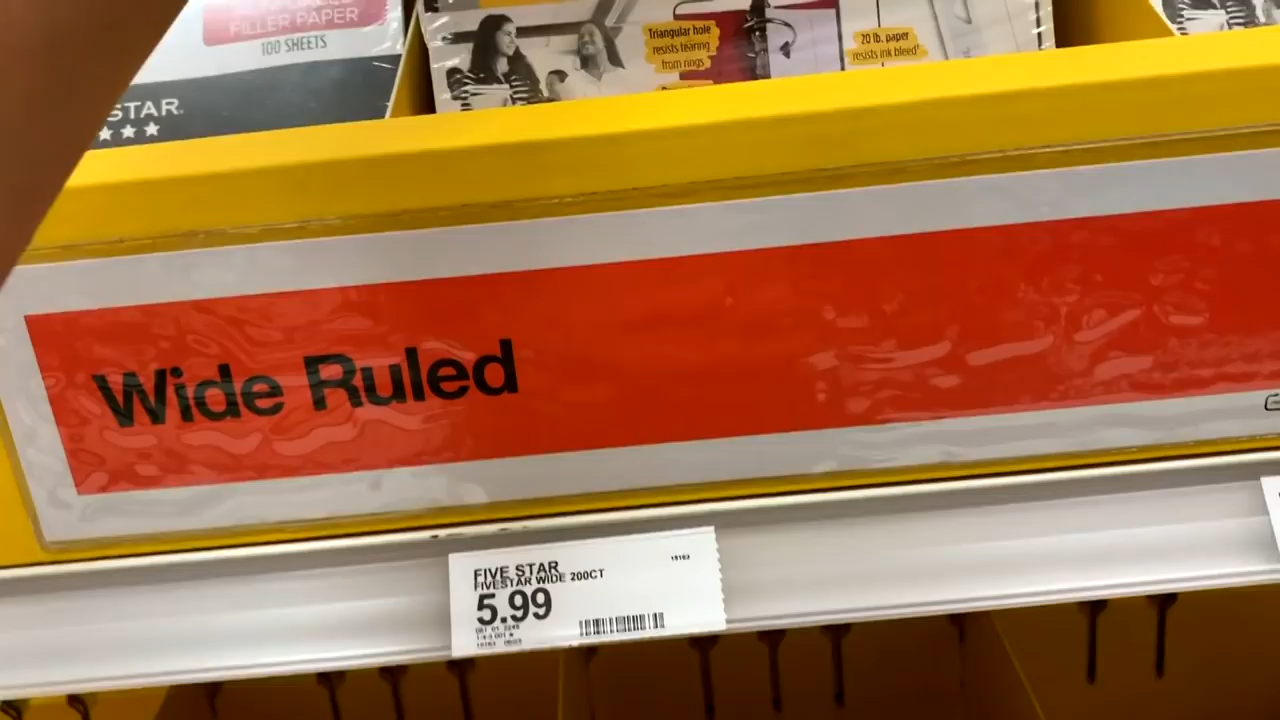 FILLER PAPER
100 SHEETS
STAR
Triangular hole
resists tearing
from rings
20 lb. paper
resists ink bleed†
Wide Ruled
FIVE STAR
FIVESTAR WIDE 200CT
5.99
15163